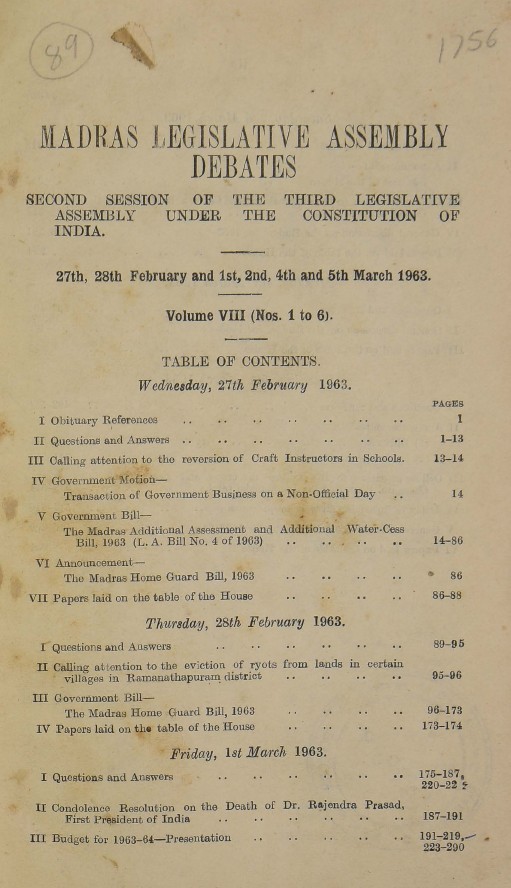 89
1756
MADRAS LEGISLATIVE ASSEMBLY
DEBATES
SECOND SESSION OF THE THIRD LEGISLATIVE
ASSEMBLY UNDER THE CONSTITUTION OF
INDIA.
27th, 28th February and 1st, 2nd, 4th and 5th March 1963.
Volume VIII (Nos. 1 to 6).
TABLE OF CONTENTS.
Wednesday, 27th February 1963.
PAGES
I Obituary References .. .. .. .. .. .. .. 1
II Questions and Answers .. .. .. .. .. .. .. 1-13
III Calling attention to the reversion of Craft Instructors in Schools. 13-14
IV Government Motion—
Transaction of Government Business on a Non-Official Day .. 14
V Government Bill—
The Madras Additional Assessment and Additional Water-Cess
Bill, 1963 (L. A. Bill No. 4 of 1963) .. .. .. .. 14-86
VI Announcement—
The Madras Home Guard Bill, 1963 .. .. .. .. 86
VII Papers laid on the table of the House .. .. .. .. 86-88
Thursday, 28th February 1963.
I Questions and Answers .. .. .. .. .. .. 89-95
II Calling attention to the eviction of ryots from lands in certain
villages in Ramanathapuram district .. .. .. .. 95-96
III Government Bill—
The Madras Home Guard Bill, 1963 .. .. .. .. 96-173
IV Papers laid on the table of the House .. .. .. .. 173-174
Friday, 1st March 1963.
I Questions and Answers .. .. .. .. .. .. 175-187,
220-22
II Condolence Resolution on the Death of Dr. Rajendra Prasad,
First President of India .. .. .. .. .. .. 187-191
III Budget for 1963-64—Presentation .. .. .. .. .. 191-219,
223-290